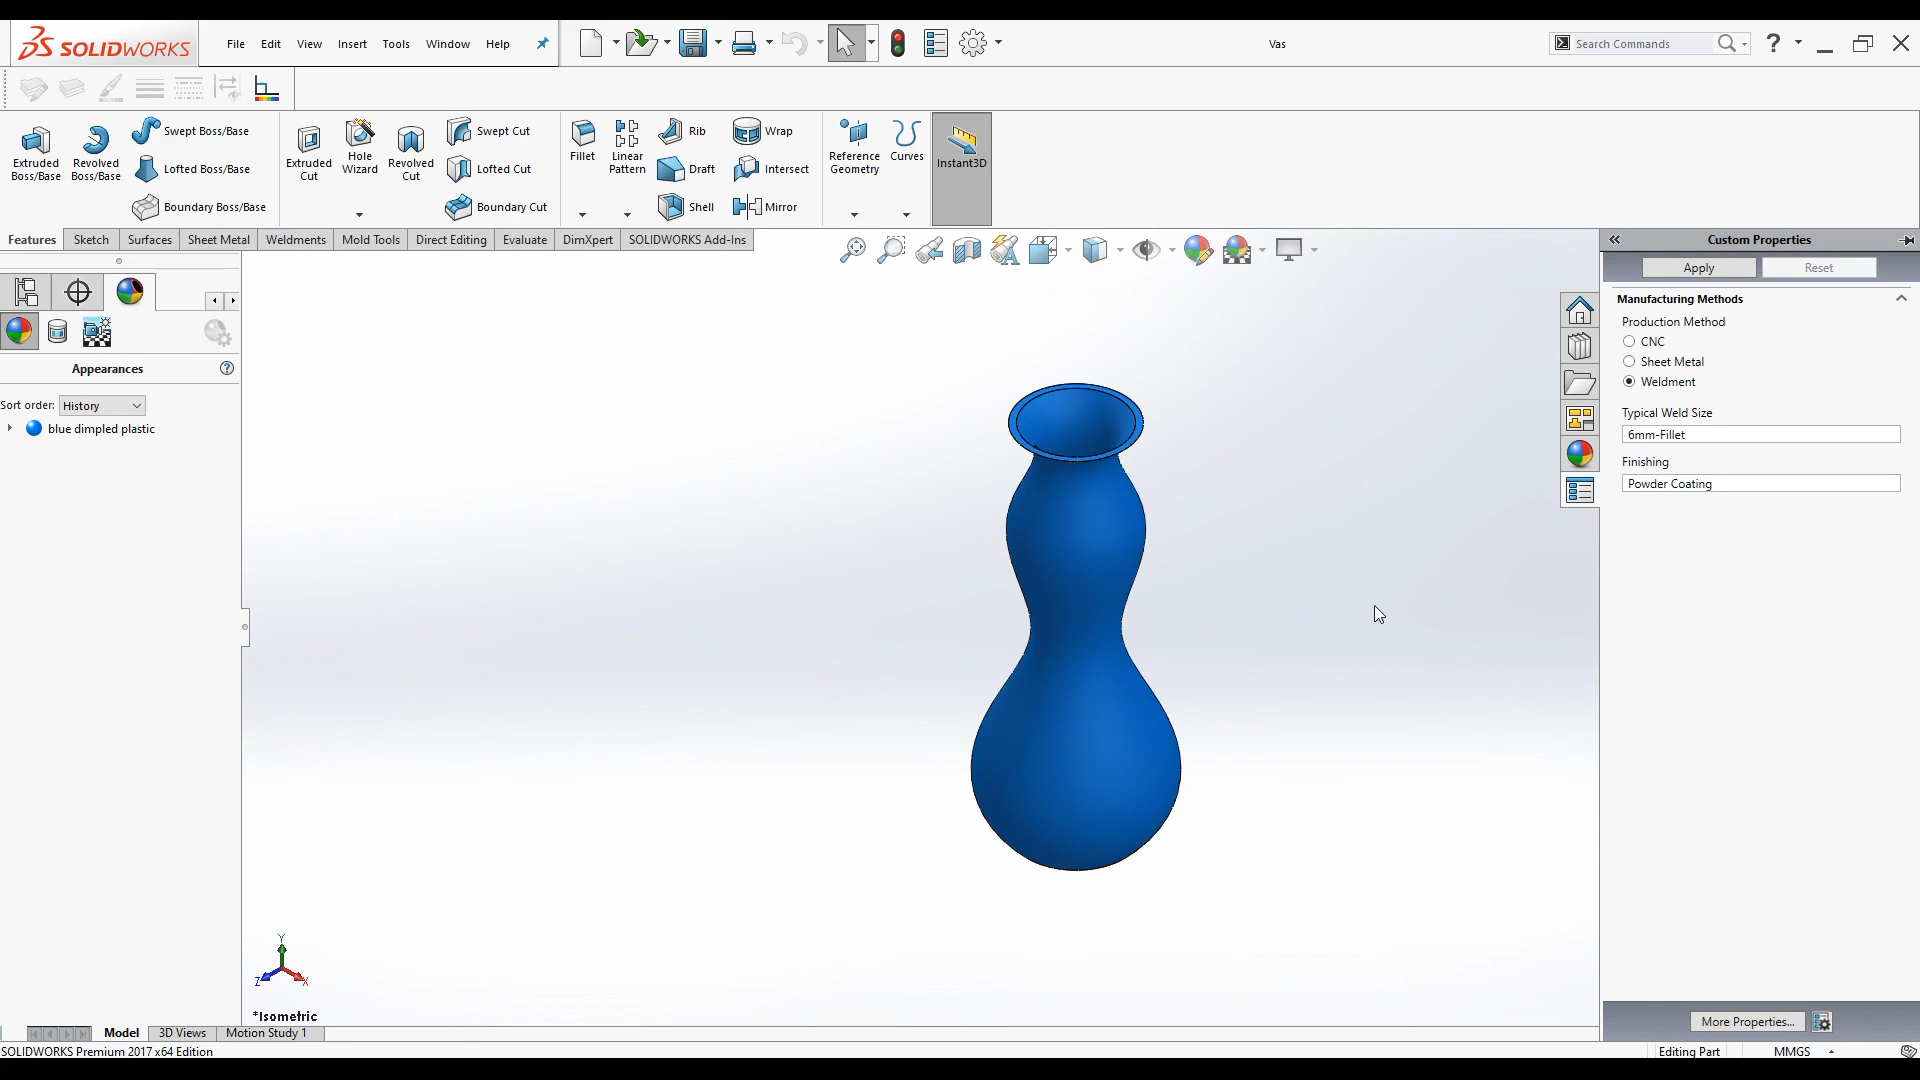 SOLIDWORKS
File Edit View Insert Tools Window Help
Vas
Search Commands
Extruded Boss/Base
Revolved Boss/Base
Swept Boss/Base
Lofted Boss/Base
Boundary Boss/Base
Extruded Cut
Hole Wizard
Revolved Cut
Swept Cut
Lofted Cut
Boundary Cut
Fillet
Linear Pattern
Rib
Draft
Shell
Wrap
Intersect
Mirror
Reference Geometry
Curves
Instant3D
Features Sketch Surfaces Sheet Metal Weldments Mold Tools Direct Editing Evaluate DimXpert SOLIDWORKS Add-Ins
Appearances
Sort order: History
blue dimpled plastic
Custom Properties
Apply Reset
Manufacturing Methods
Production Method
CNC
Sheet Metal
Weldment
Typical Weld Size
6mm-Fillet
Finishing
Powder Coating
More Properties...
Y
Z
X
*Isometric
Model 3D Views Motion Study 1
SOLIDWORKS Premium 2017 x64 Edition
Editing Part
MMGS